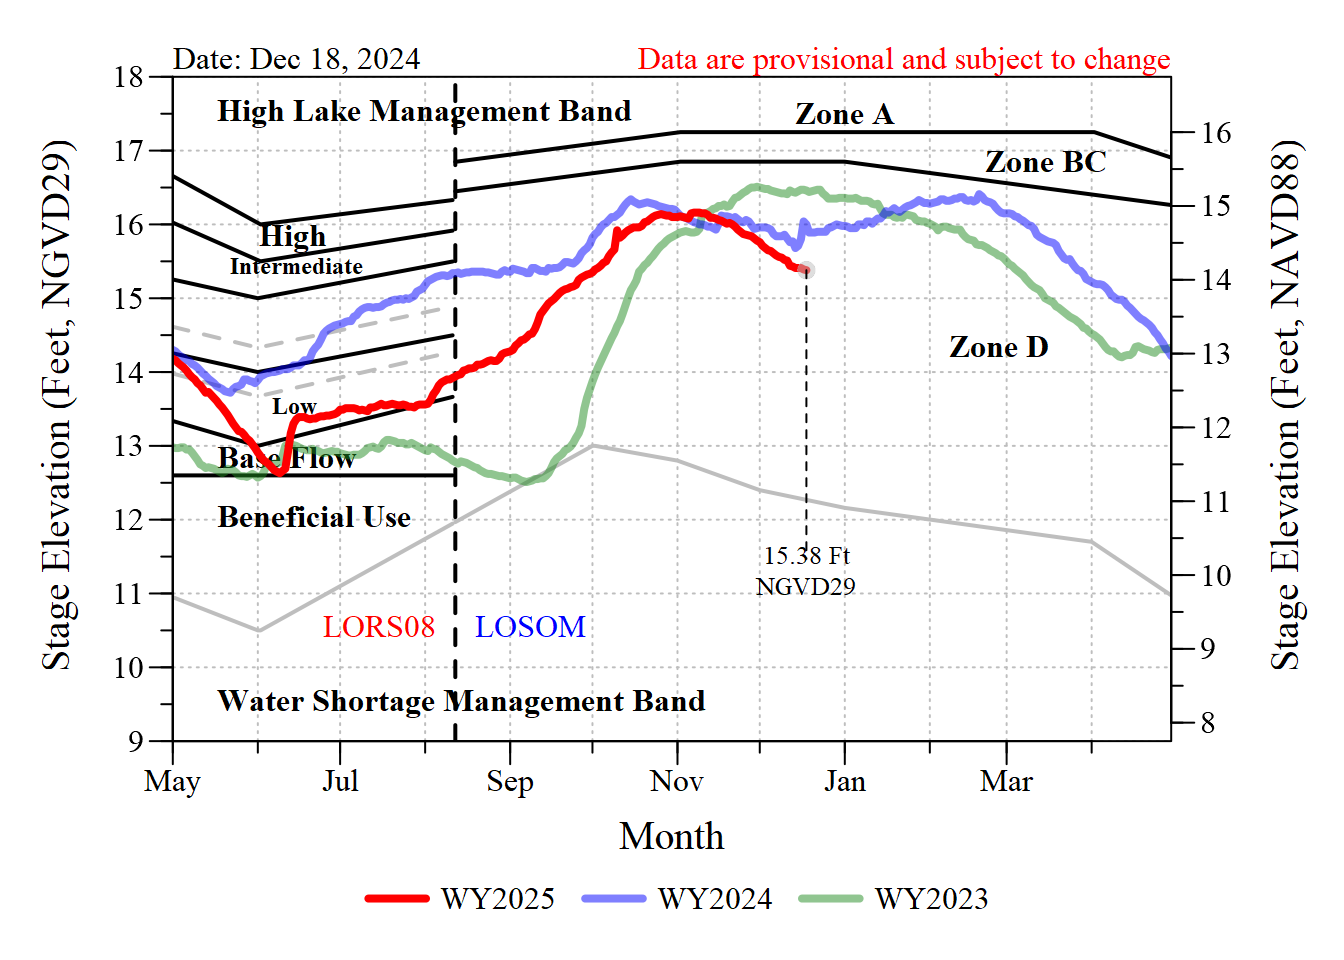 Date: Dec 18, 2024
Data are provisional and subject to change
18
17
16
15
14
13
12
11
10
9
Stage Elevation (Feet, NGVD29)
High Lake Management Band
Zone A
Zone BC
High
Intermediate
Zone D
Low
Base Flow
Beneficial Use
15.38 Ft
NGVD29
LORS08
LOSOM
Water Shortage Management Band
16
15
14
13
12
11
10
9
8
Stage Elevation (Feet, NAVD88)
May
Jul
Sep
Nov
Jan
Mar
Month
WY2025
WY2024
WY2023